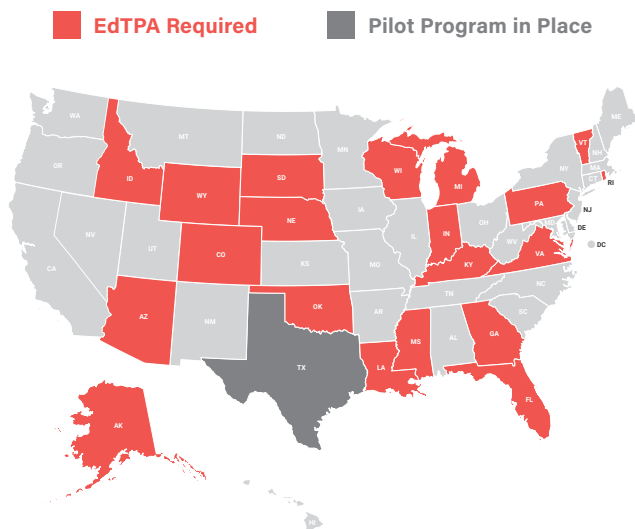 EdTPA Required
Pilot Program in Place
WA
MT
ND
MN
ME
OR
ID
WY
SD
WI
MI
VT
NH
NY
MA
CT
RI
NV
UT
CO
NE
IA
IL
IN
OH
PA
NJ
MD
DE
DC
WV
VA
CA
KS
MO
KY
AZ
NM
OK
AR
TN
NC
SC
TX
LA
MS
AL
GA
FL
AK
HI